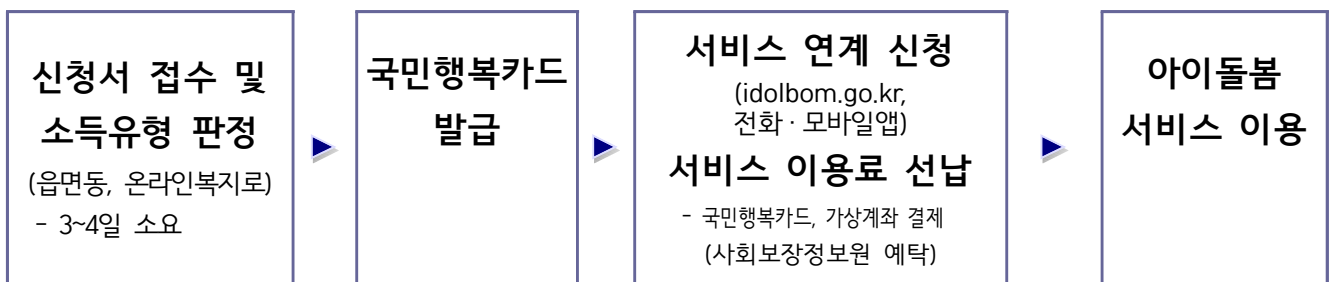 신청서 접수 및
소득유형 판정
(읍면동, 온라인복지로)
- 3~4일 소요
국민행복카드
발급
서비스 연계 신청
(idolbom.go.kr,
전화·모바일앱)
서비스 이용료 선납
- 국민행복카드, 가상계좌 결제
(사회보장정보원 예탁)
아이돌봄
서비스 이용